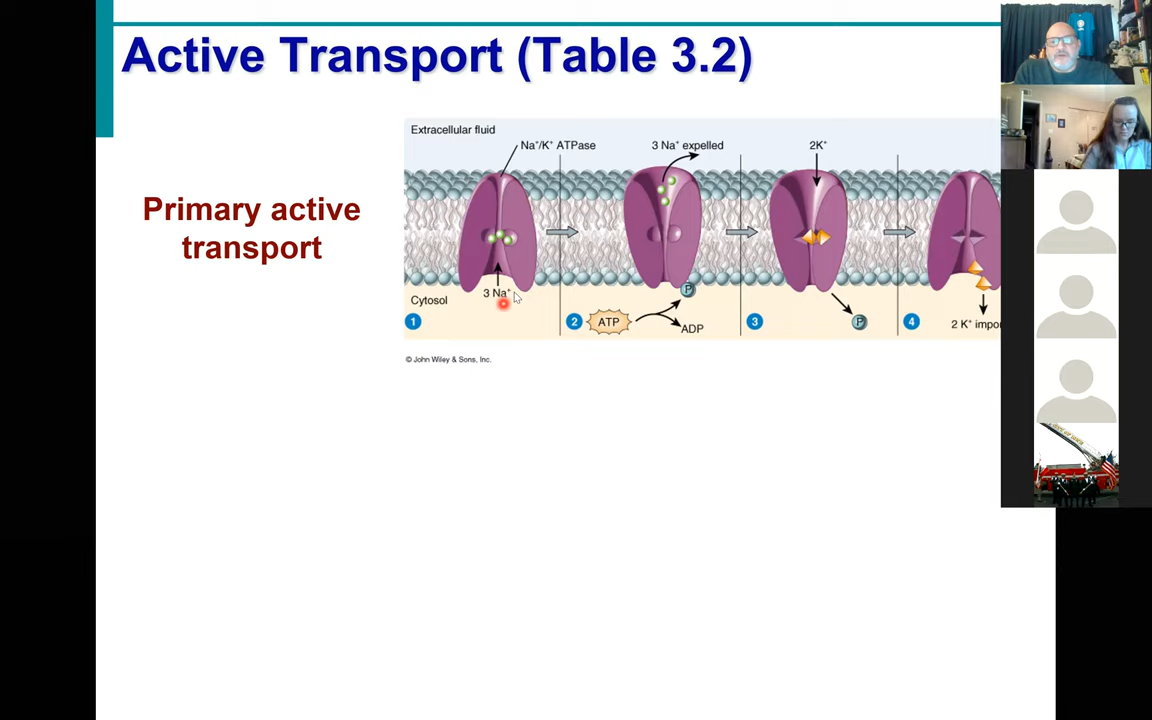 Active Transport (Table 3.2)
Primary active
transport
Extracellular fluid
Na⁺/K⁺ ATPase
3 Na⁺ expelled
2K⁺
3 Na⁺
Cytosol
P
1
2
ATP
ADP
3
P
4
2 K⁺ impo
© John Wiley & Sons, Inc.